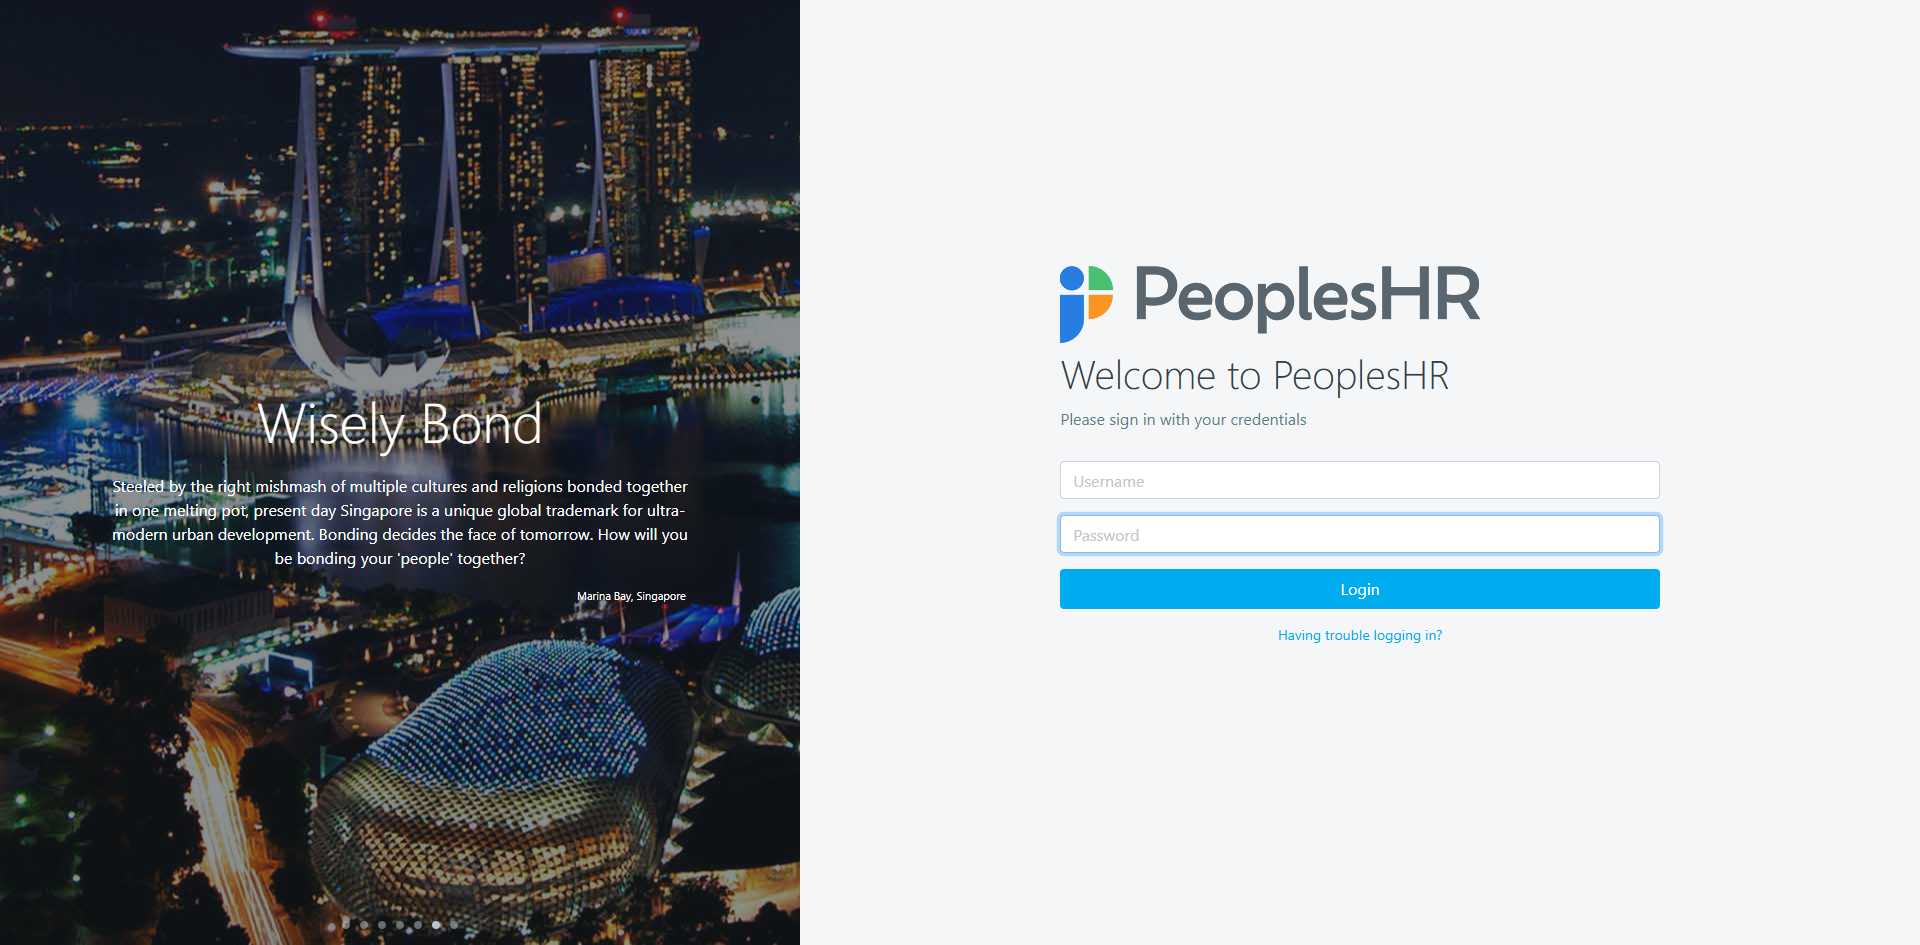 Wisely Bond
Steeled by the right mishmash of multiple cultures and religions bonded together
in one melting pot, present day Singapore is a unique global trademark for ultra-
modern urban development. Bonding decides the face of tomorrow. How will you
be bonding your 'people' together?
Marina Bay, Singapore
PeoplesHR
Welcome to PeoplesHR
Please sign in with your credentials
Username
Password
Login
Having trouble logging in?